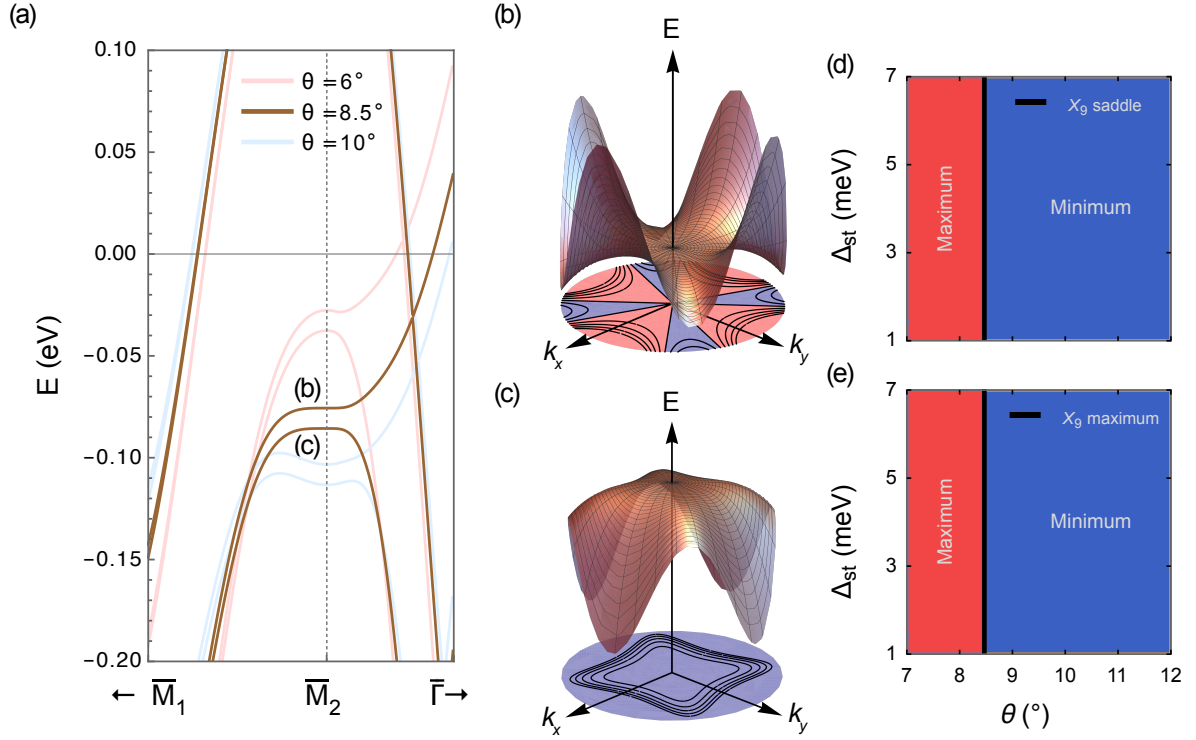 (a)
0.10
0.05
0.00
−0.05
−0.10
−0.15
−0.20
E (eV)
θ = 6°
θ = 8.5°
θ = 10°
(b)
(c)
← M̅₁
M̅₂
Γ̅ →
(b)
E
kₓ
k_y
(c)
E
kₓ
k_y
(d)
7
5
3
1
Δst (meV)
X₉ saddle
Maximum
Minimum
(e)
7
5
3
1
Δst (meV)
X₉ maximum
Maximum
Minimum
7 8 9 10 11 12
θ (°)